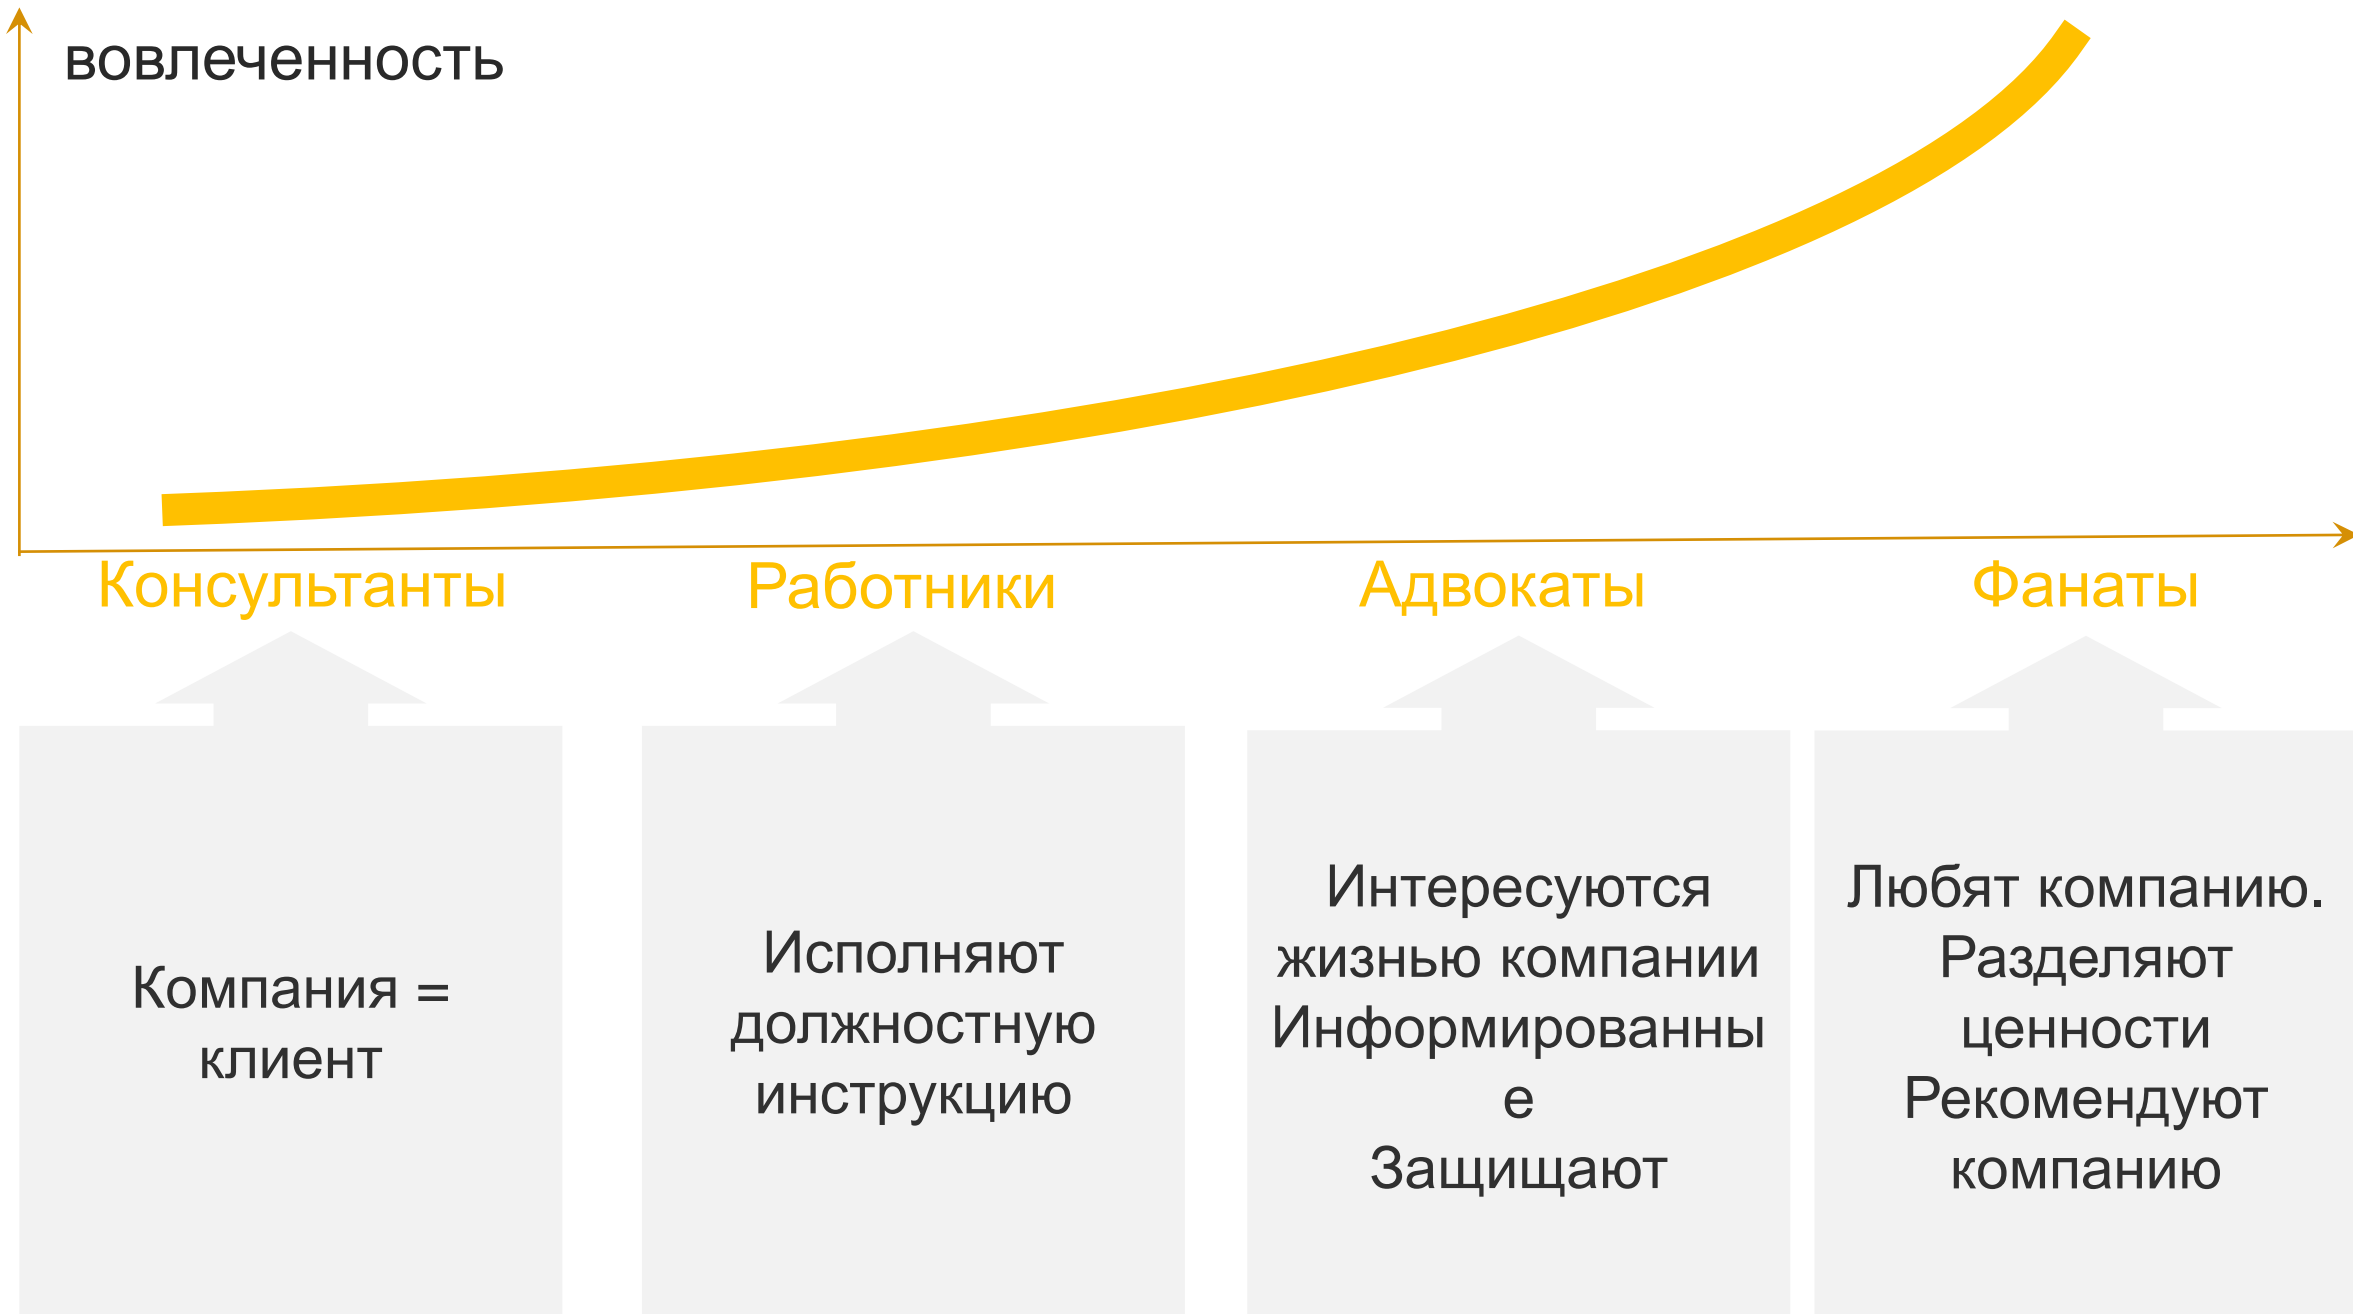 вовлеченность
Консультанты
Работники
Адвокаты
Фанаты
Компания =
клиент
Исполняют
должностную
инструкцию
Интересуются
жизнью компании
Информированны
е
Защищают
Любят компанию.
Разделяют
ценности
Рекомендуют
компанию